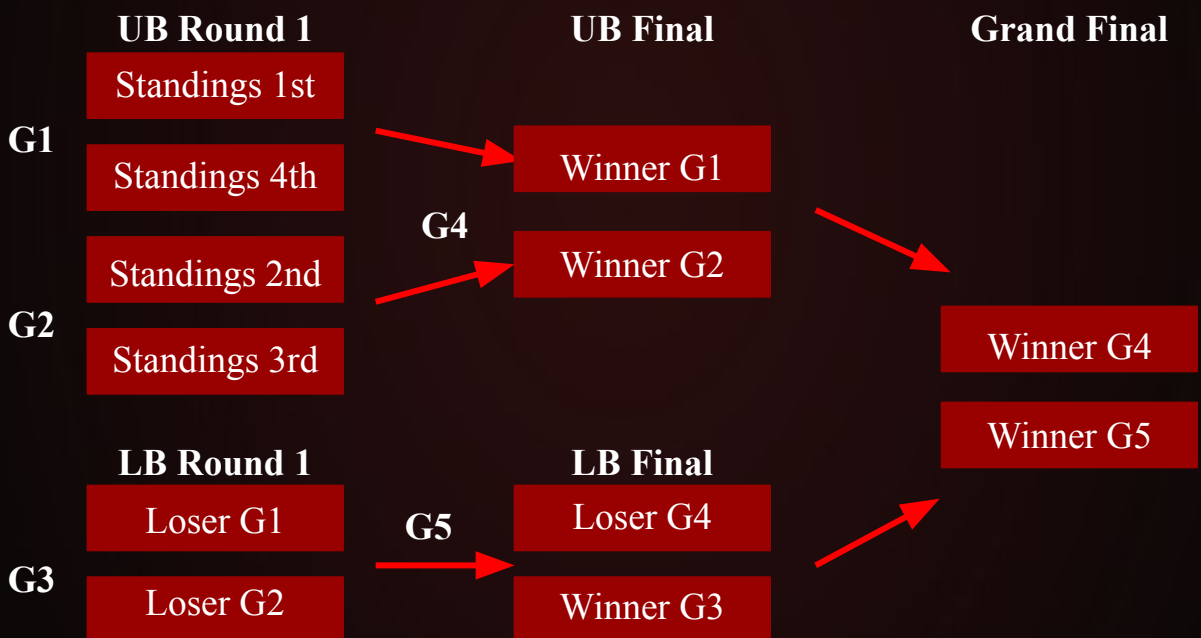 UB Round 1
UB Final
Grand Final
Standings 1st
G1
Standings 4th
Winner G1
G4
Standings 2nd
Winner G2
G2
Standings 3rd
Winner G4
Winner G5
LB Round 1
LB Final
Loser G1
G5
Loser G4
G3
Loser G2
Winner G3